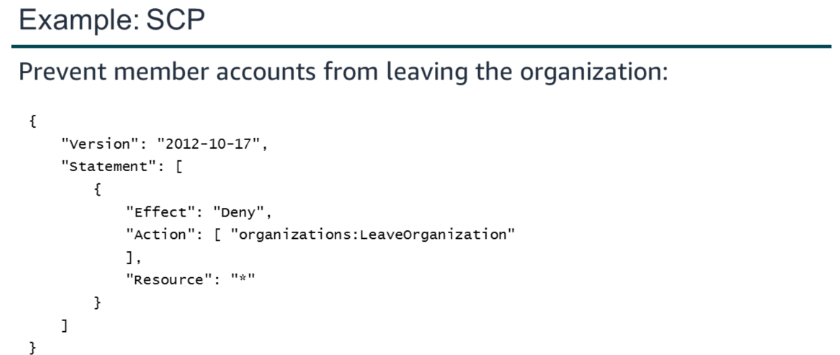 Example: SCP
Prevent member accounts from leaving the organization:
{
"Version": "2012-10-17",
"Statement": [
{
"Effect": "Deny",
"Action": [ "organizations:LeaveOrganization"
],
"Resource": "*"
}
]
}